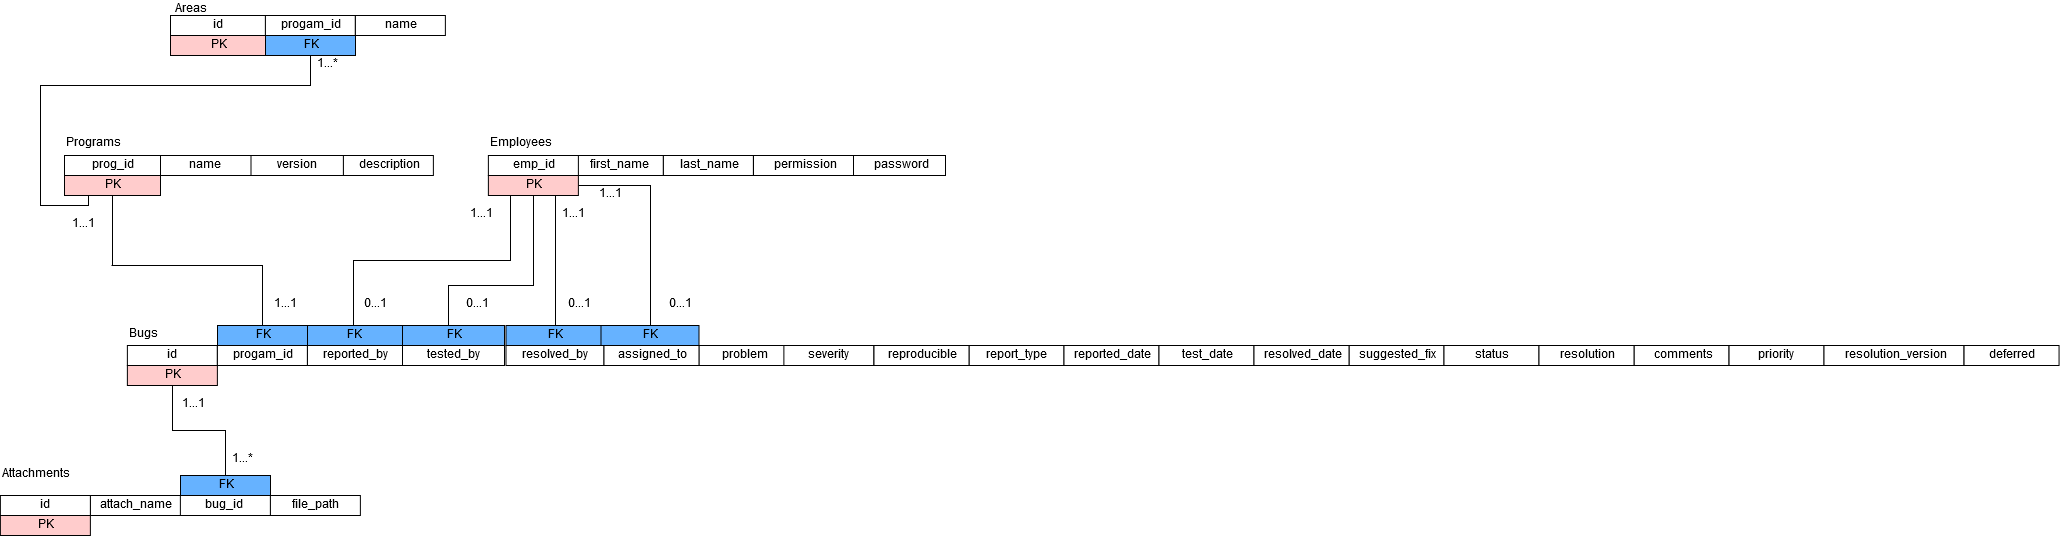 Areas
id progam_id name
PK FK
1...*
Programs Employees
prog_id name version description emp_id first_name last_name permission password
PK PK
1...1
1...1 1...1
1...1
1...1 0...1 0...1 0...1 0...1
FK FK FK FK FK
Bugs
id progam_id reported_by tested_by resolved_by assigned_to problem severity reproducible report_type reported_date test_date resolved_date suggested_fix status resolution comments priority resolution_version deferred
PK
1...1
1...*
Attachments
FK
id attach_name bug_id file_path
PK